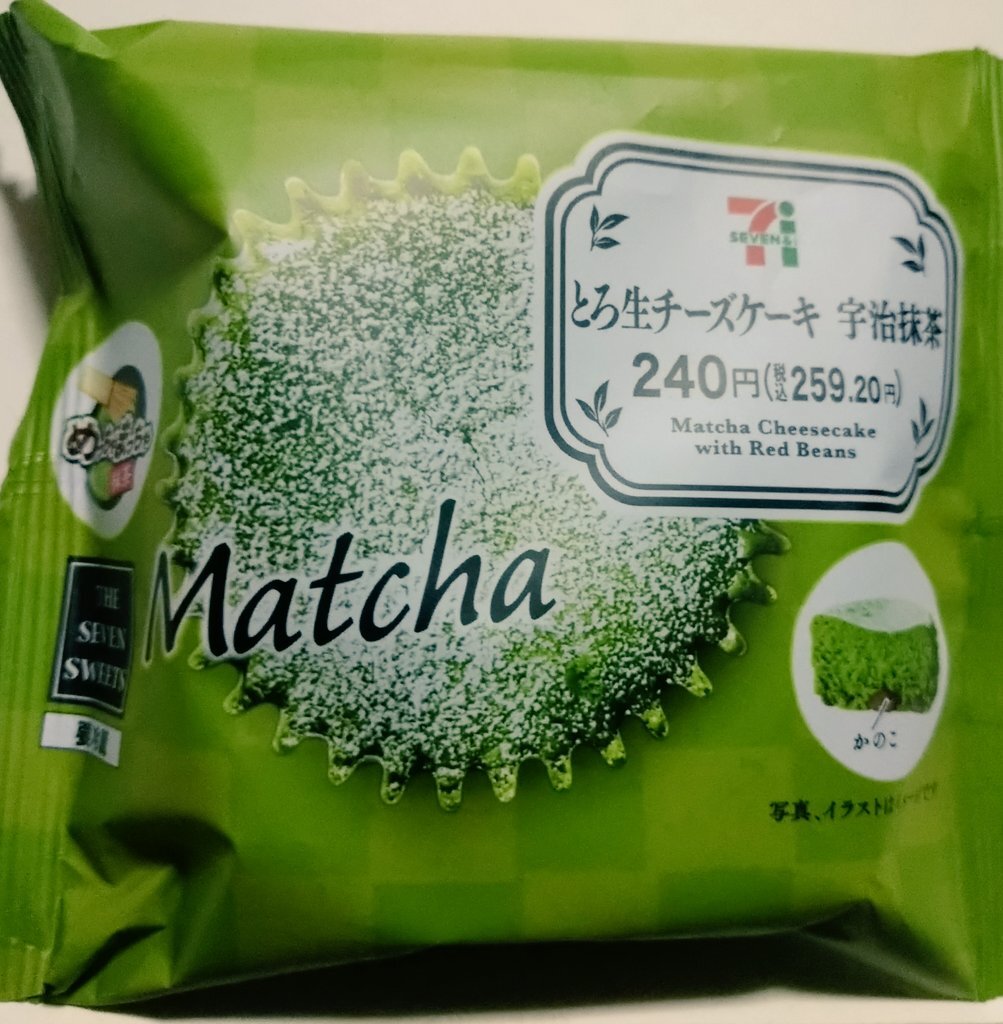 SEVEN&i
とろ生チーズケーキ 宇治抹茶
240円(税込259.20円)
Matcha Cheesecake
with Red Beans
抹茶
Matcha
THE
SEVEN
SWEETS
かのこ
写真、イラストは